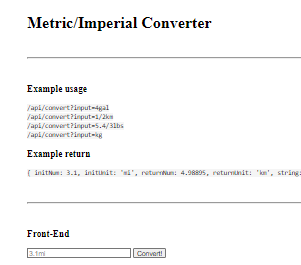 Metric/Imperial Converter
Example usage
/api/convert?input=4gal
/api/convert?input=1/2km
/api/convert?input=5.4/3lbs
/api/convert?input=kg
Example return
{ initNum: 3.1, initUnit: 'mi', returnNum: 4.98895, returnUnit: 'km', string:
Front-End
3.1mi Convert!